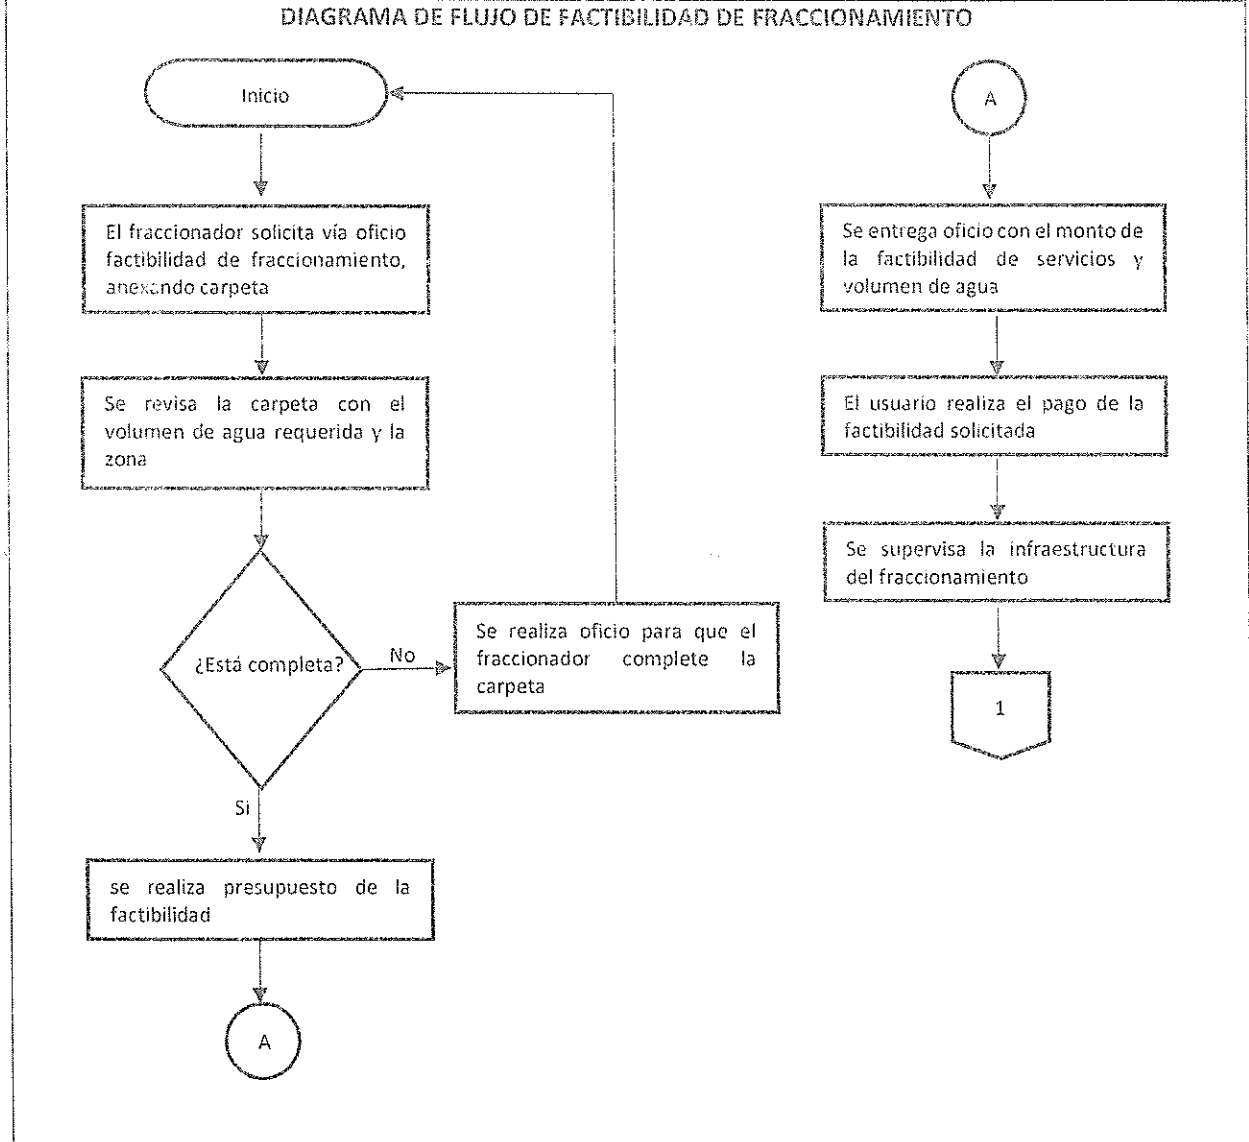 DIAGRAMA DE FLUJO DE FACTIBILIDAD DE FRACCIONAMIENTO
Inicio
El fraccionador solicita vía oficio
factibilidad de fraccionamiento,
anexando carpeta
Se revisa la carpeta con el
volumen de agua requerida y la
zona
¿Está completa?
No
Se realiza oficio para que el
fraccionador complete la
carpeta
Si
se realiza presupuesto de la
factibilidad
A
A
Se entrega oficio con el monto de
la factibilidad de servicios y
volumen de agua
El usuario realiza el pago de la
factibilidad solicitada
Se supervisa la infraestructura
del fraccionamiento
1